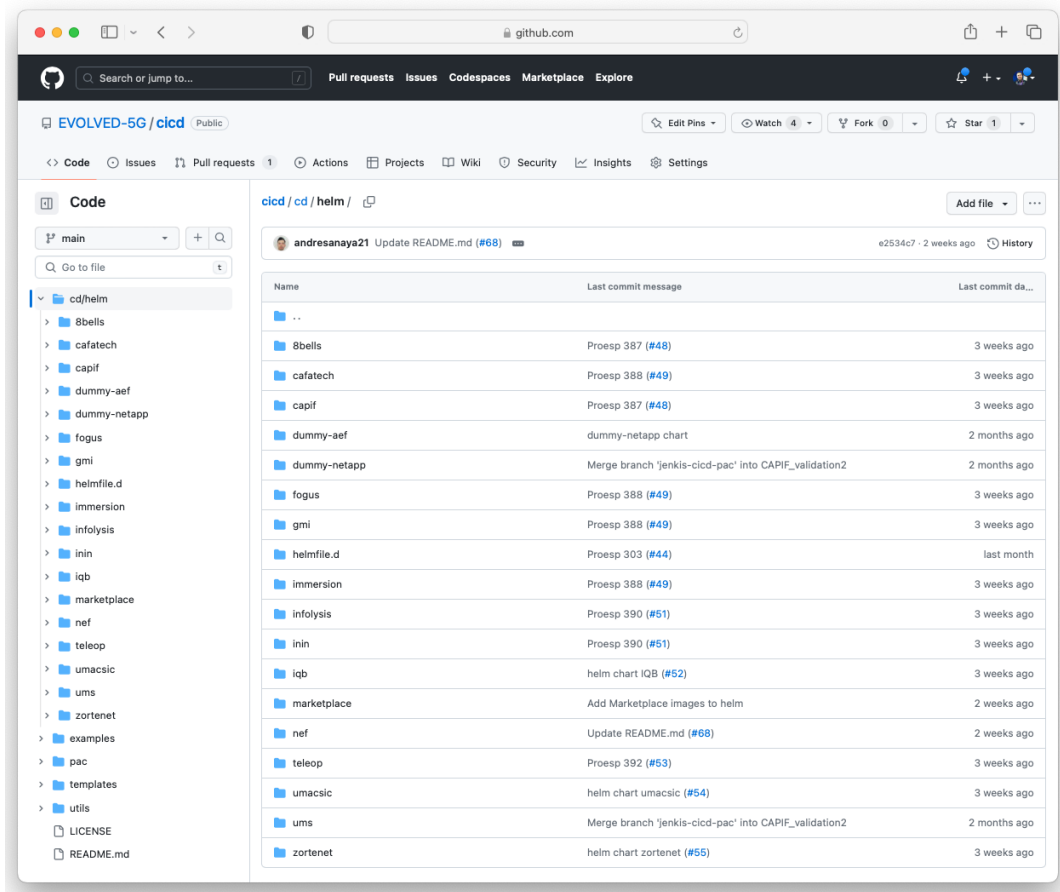 github.com
Search or jump to... / Pull requests Issues Codespaces Marketplace Explore
EVOLVED-5G / cicd Public Edit Pins Watch 4 Fork 0 Star 1
Code Issues Pull requests 1 Actions Projects Wiki Security Insights Settings
Code
main
Go to file t
cd/helm
8bells
cafatech
capif
dummy-aef
dummy-netapp
fogus
gmi
helmfile.d
immersion
infolysis
inin
iqb
marketplace
nef
teleop
umacsic
ums
zortenet
examples
pac
templates
utils
LICENSE
README.md
cicd / cd / helm / Add file ...
andresanaya21 Update README.md (#68) e2534c7 · 2 weeks ago History
Name Last commit message Last commit da...
..
8bells Proesp 387 (#48) 3 weeks ago
cafatech Proesp 388 (#49) 3 weeks ago
capif Proesp 387 (#48) 3 weeks ago
dummy-aef dummy-netapp chart 2 months ago
dummy-netapp Merge branch 'jenkis-cicd-pac' into CAPIF_validation2 2 months ago
fogus Proesp 388 (#49) 3 weeks ago
gmi Proesp 388 (#49) 3 weeks ago
helmfile.d Proesp 303 (#44) last month
immersion Proesp 388 (#49) 3 weeks ago
infolysis Proesp 390 (#51) 3 weeks ago
inin Proesp 390 (#51) 3 weeks ago
iqb helm chart IQB (#52) 3 weeks ago
marketplace Add Marketplace images to helm 2 weeks ago
nef Update README.md (#68) 2 weeks ago
teleop Proesp 392 (#53) 3 weeks ago
umacsic helm chart umacsic (#54) 3 weeks ago
ums Merge branch 'jenkis-cicd-pac' into CAPIF_validation2 2 months ago
zortenet helm chart zortenet (#55) 3 weeks ago